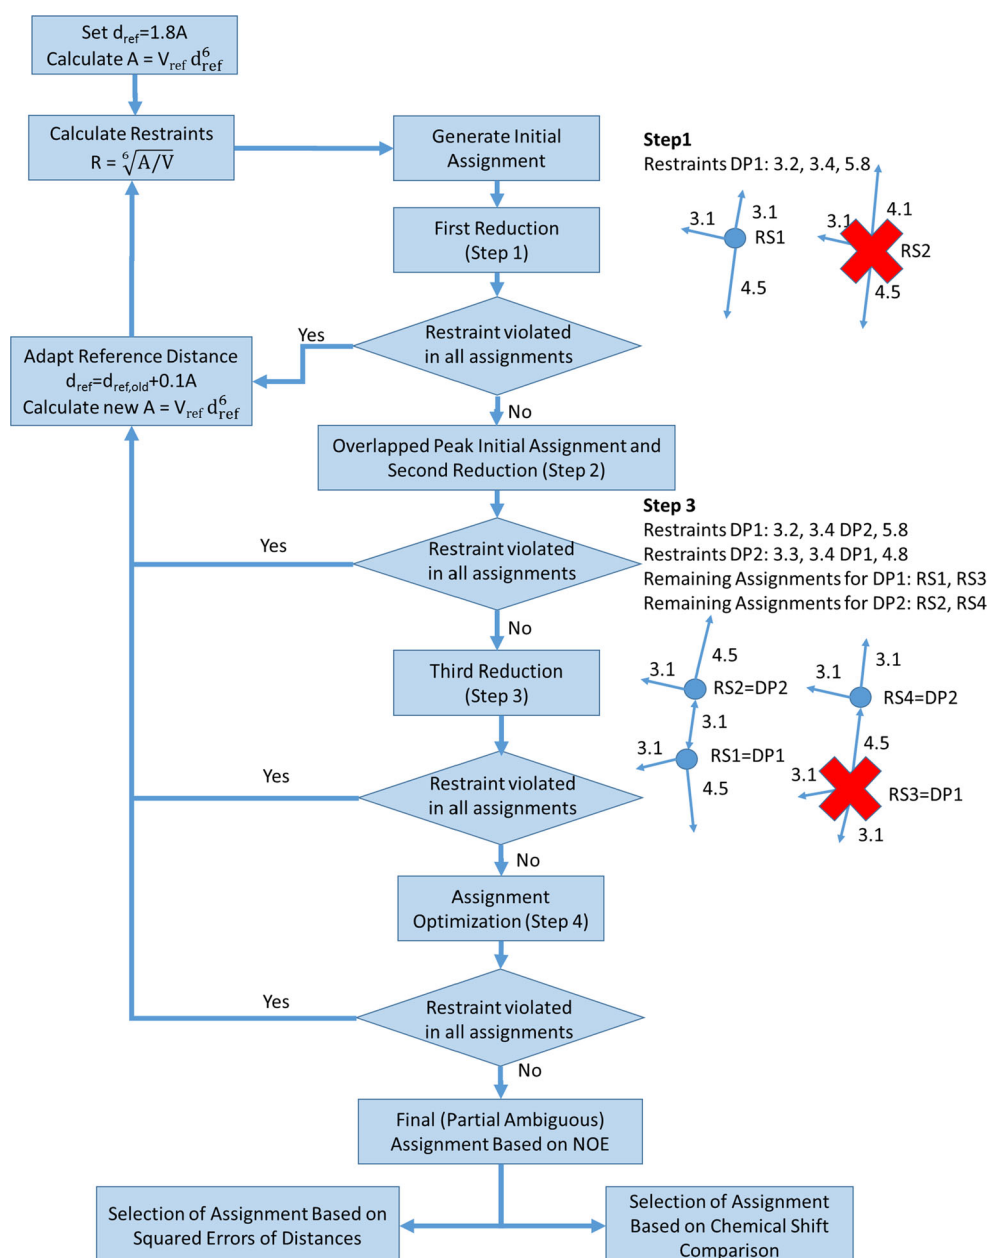 Set d_ref=1.8A
Calculate A = V_ref d_ref^6
Calculate Restraints
R = ⁶√A/V
Generate Initial
Assignment
First Reduction
(Step 1)
Step1
Restraints DP1: 3.2, 3.4, 5.8
3.1
3.1
RS1
4.5
3.1
4.1
RS2
4.5
Restraint violated
in all assignments
Yes
No
Adapt Reference Distance
d_ref=d_ref,old+0.1A
Calculate new A = V_ref d_ref^6
Overlapped Peak Initial Assignment and
Second Reduction (Step 2)
Restraint violated
in all assignments
Yes
No
Step 3
Restraints DP1: 3.2, 3.4 DP2, 5.8
Restraints DP2: 3.3, 3.4 DP1, 4.8
Remaining Assignments for DP1: RS1, RS3
Remaining Assignments for DP2: RS2, RS4
3.1
4.5
RS2=DP2
3.1
3.1
RS1=DP1
4.5
3.1
3.1
RS4=DP2
4.5
3.1
RS3=DP1
3.1
Third Reduction
(Step 3)
Restraint violated
in all assignments
Yes
No
Assignment
Optimization (Step 4)
Restraint violated
in all assignments
Yes
No
Final (Partial Ambiguous)
Assignment Based on NOE
Selection of Assignment Based on
Squared Errors of Distances
Selection of Assignment
Based on Chemical Shift
Comparison